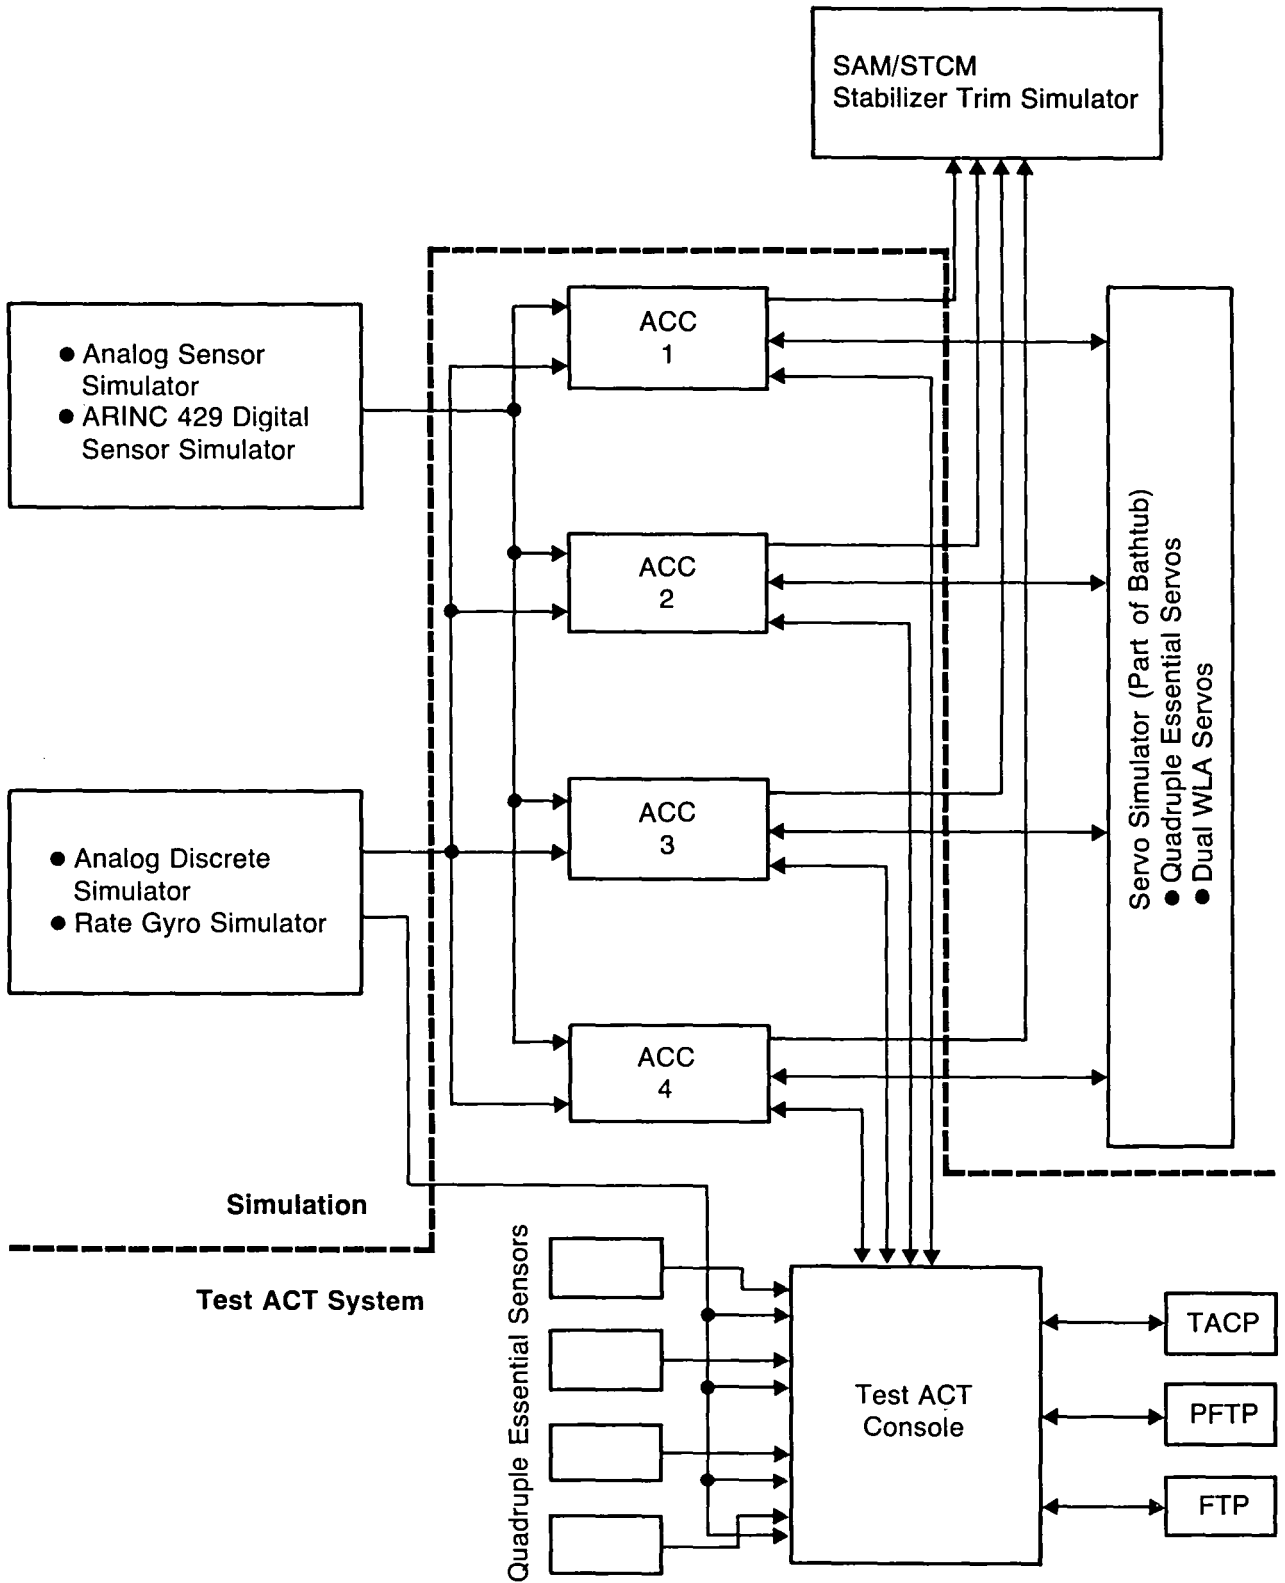 SAM/STCM
Stabilizer Trim Simulator
● Analog Sensor
Simulator
● ARINC 429 Digital
Sensor Simulator
ACC
1
ACC
2
ACC
3
ACC
4
Servo Simulator (Part of Bathtub)
● Quadruple Essential Servos
● Dual WLA Servos
● Analog Discrete
Simulator
● Rate Gyro Simulator
Simulation
Test ACT System
Quadruple Essential Sensors
Test ACT
Console
TACP
PFTP
FTP